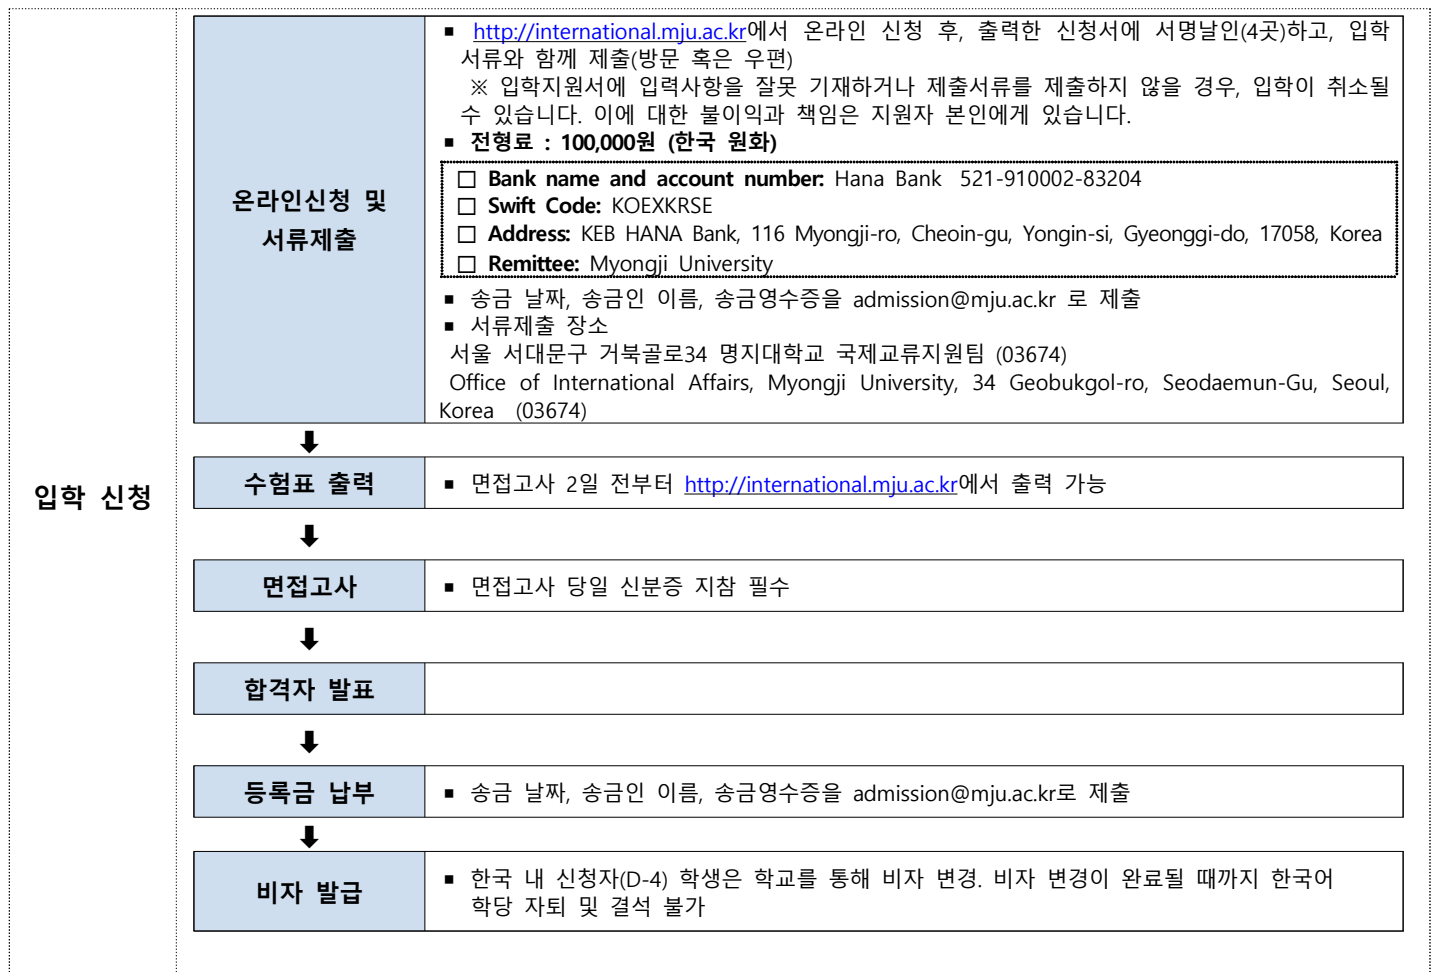 입학 신청
온라인신청 및
서류제출
■ http://international.mju.ac.kr에서 온라인 신청 후, 출력한 신청서에 서명날인(4곳)하고, 입학
서류와 함께 제출(방문 혹은 우편)
※ 입학지원서에 입력사항을 잘못 기재하거나 제출서류를 제출하지 않을 경우, 입학이 취소될
수 있습니다. 이에 대한 불이익과 책임은 지원자 본인에게 있습니다.
■ 전형료 : 100,000원 (한국 원화)
□ Bank name and account number: Hana Bank 521-910002-83204
□ Swift Code: KOEXKRSE
□ Address: KEB HANA Bank, 116 Myongji-ro, Cheoin-gu, Yongin-si, Gyeonggi-do, 17058, Korea
□ Remittee: Myongji University
■ 송금 날짜, 송금인 이름, 송금영수증을 admission@mju.ac.kr 로 제출
■ 서류제출 장소
서울 서대문구 거북골로34 명지대학교 국제교류지원팀 (03674)
Office of International Affairs, Myongji University, 34 Geobukgol-ro, Seodaemun-Gu, Seoul,
Korea (03674)
수험표 출력
■ 면접고사 2일 전부터 http://international.mju.ac.kr에서 출력 가능
면접고사
■ 면접고사 당일 신분증 지참 필수
합격자 발표
등록금 납부
■ 송금 날짜, 송금인 이름, 송금영수증을 admission@mju.ac.kr로 제출
비자 발급
■ 한국 내 신청자(D-4) 학생은 학교를 통해 비자 변경. 비자 변경이 완료될 때까지 한국어
학당 자퇴 및 결석 불가